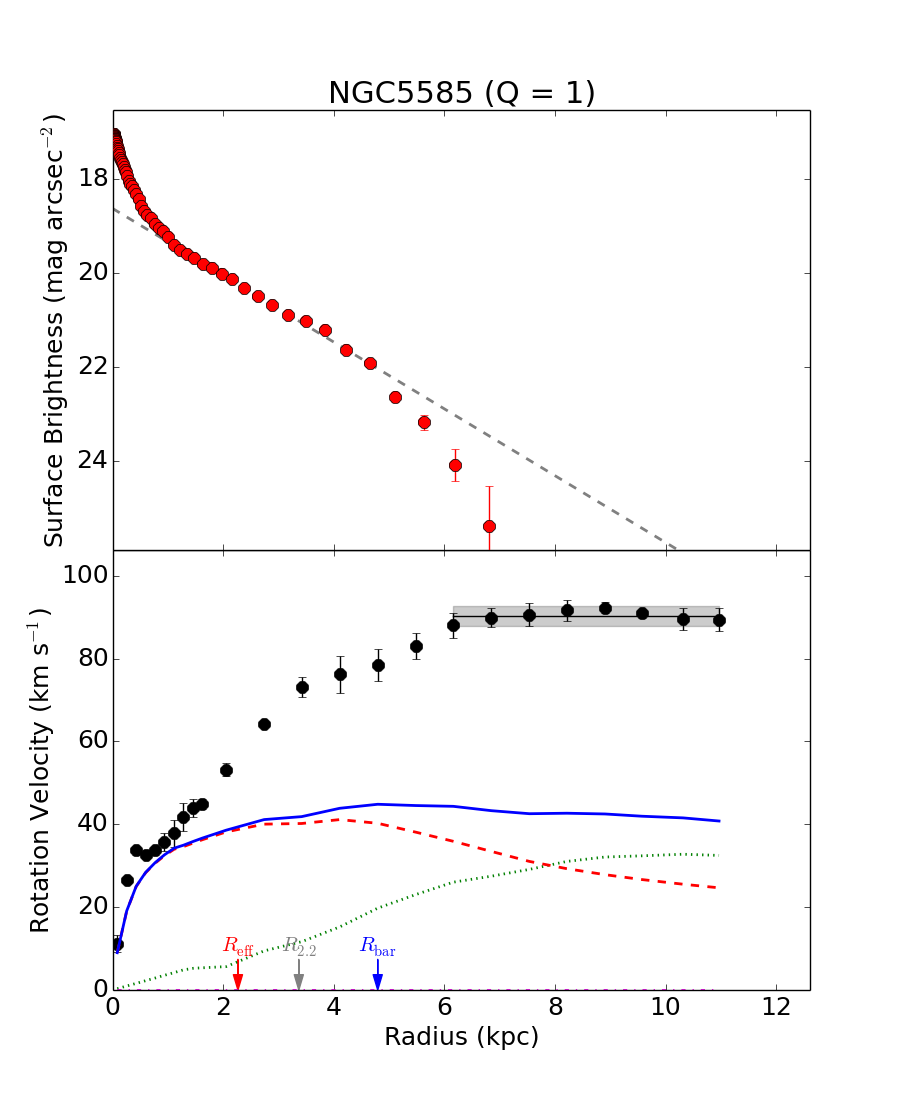 NGC5585 (Q = 1)
Surface Brightness (mag arcsec⁻²)
18
20
22
24
Rotation Velocity (km s⁻¹)
100
80
60
40
20
0
R_eff R_2.2 R_bar
0 2 4 6 8 10 12
Radius (kpc)